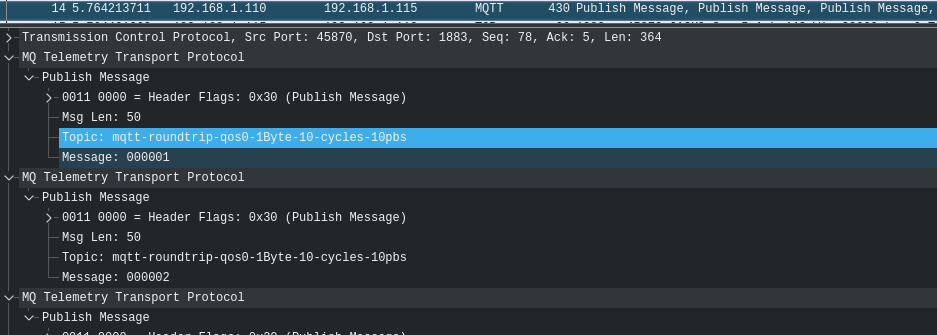 14 5.764213711 192.168.1.110 192.168.1.115 MQTT 430 Publish Message, Publish Message, Publish Message,
Transmission Control Protocol, Src Port: 45870, Dst Port: 1883, Seq: 78, Ack: 5, Len: 364
MQ Telemetry Transport Protocol
Publish Message
0011 0000 = Header Flags: 0x30 (Publish Message)
Msg Len: 50
Topic: mqtt-roundtrip-qos0-1Byte-10-cycles-10pbs
Message: 000001
MQ Telemetry Transport Protocol
Publish Message
0011 0000 = Header Flags: 0x30 (Publish Message)
Msg Len: 50
Topic: mqtt-roundtrip-qos0-1Byte-10-cycles-10pbs
Message: 000002
MQ Telemetry Transport Protocol
Publish Message